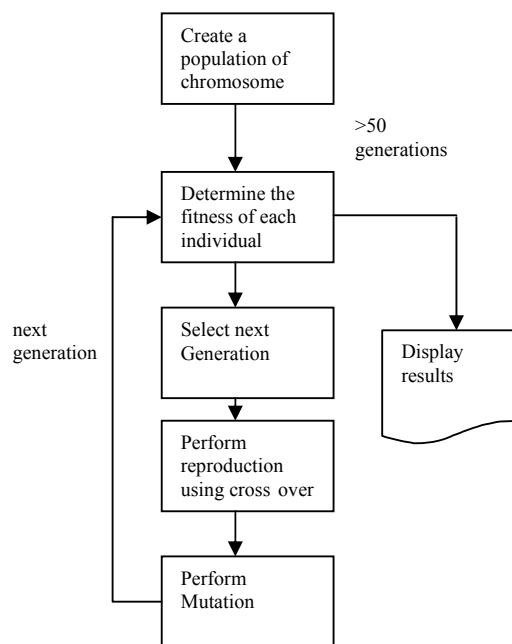 Create a
population of
chromosome
>50
generations
Determine the
fitness of each
individual
next
generation
Select next
Generation
Display
results
Perform
reproduction
using cross over
Perform
Mutation